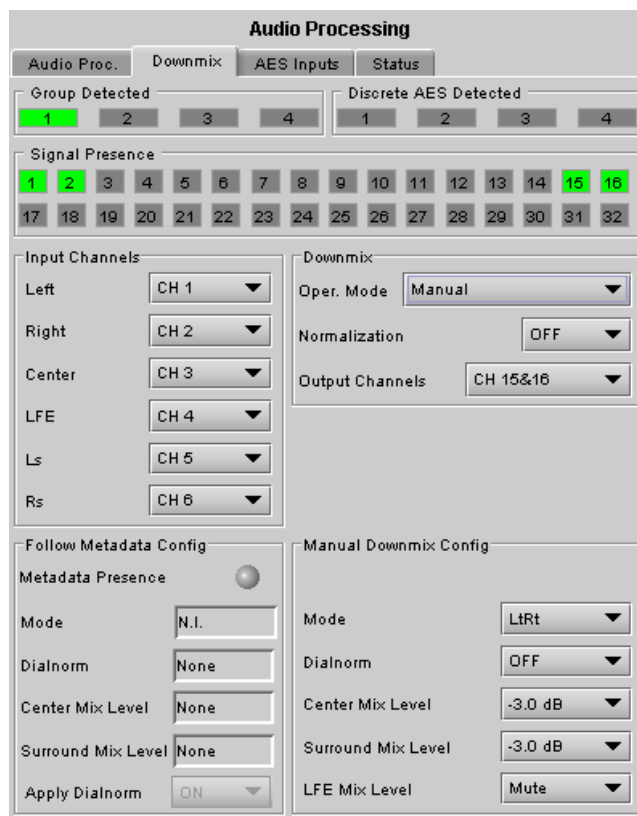 Audio Processing
Audio Proc. Downmix AES Inputs Status
Group Detected
1 2 3 4
Discrete AES Detected
1 2 3 4
Signal Presence
1 2 3 4 5 6 7 8 9 10 11 12 13 14 15 16
17 18 19 20 21 22 23 24 25 26 27 28 29 30 31 32
Input Channels
Left CH 1
Right CH 2
Center CH 3
LFE CH 4
Ls CH 5
Rs CH 6
Downmix
Oper. Mode Manual
Normalization OFF
Output Channels CH 15&16
Follow Metadata Config
Metadata Presence
Mode N.I.
Dialnorm None
Center Mix Level None
Surround Mix Level None
Apply Dialnorm ON
Manual Downmix Config
Mode LtRt
Dialnorm OFF
Center Mix Level -3.0 dB
Surround Mix Level -3.0 dB
LFE Mix Level Mute